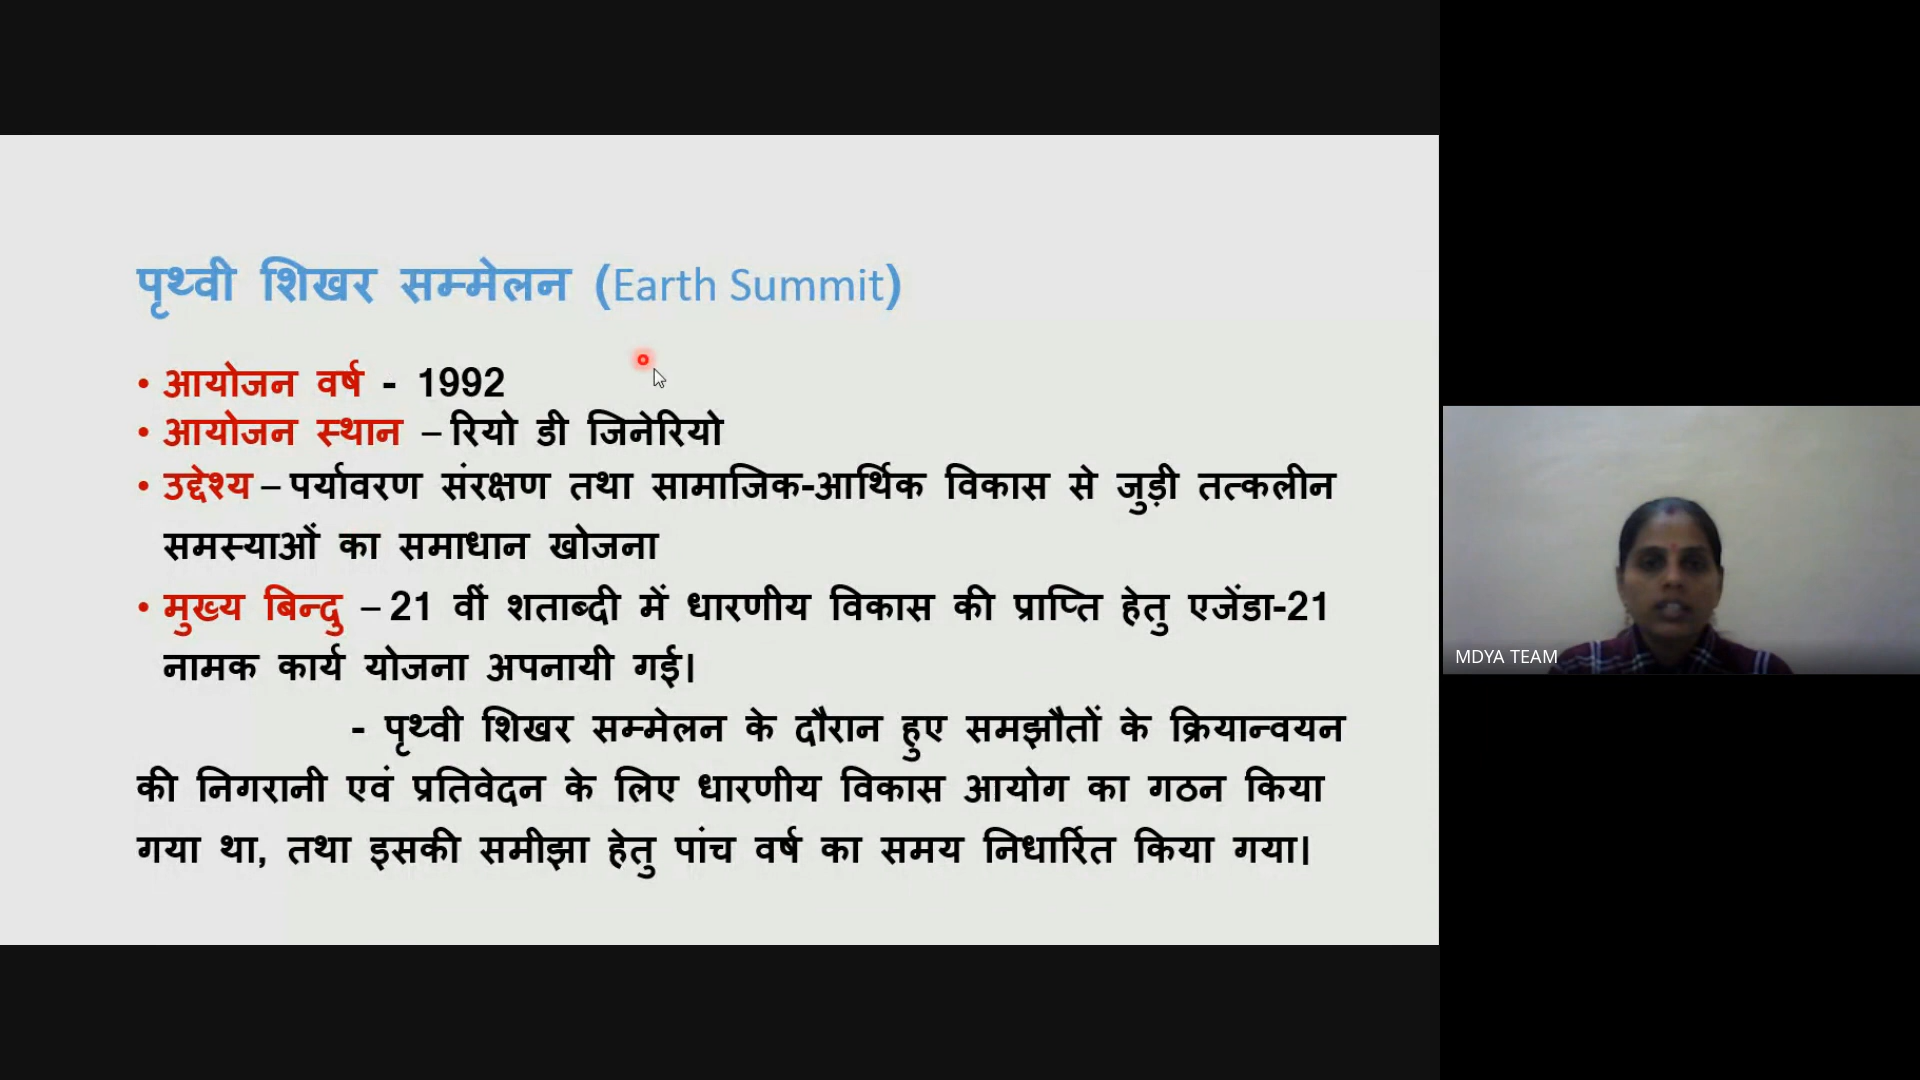 पृथ्वी शिखर सम्मेलन (Earth Summit)
• आयोजन वर्ष - 1992
• आयोजन स्थान – रियो डी जिनेरियो
• उद्देश्य – पर्यावरण संरक्षण तथा सामाजिक-आर्थिक विकास से जुड़ी तत्कलीन
समस्याओं का समाधान खोजना
• मुख्य बिन्दु – 21 वीं शताब्दी में धारणीय विकास की प्राप्ति हेतु एजेंडा-21
नामक कार्य योजना अपनायी गई।
- पृथ्वी शिखर सम्मेलन के दौरान हुए समझौतों के क्रियान्वयन
की निगरानी एवं प्रतिवेदन के लिए धारणीय विकास आयोग का गठन किया
गया था, तथा इसकी समीझा हेतु पांच वर्ष का समय निर्धारित किया गया।
MDYA TEAM